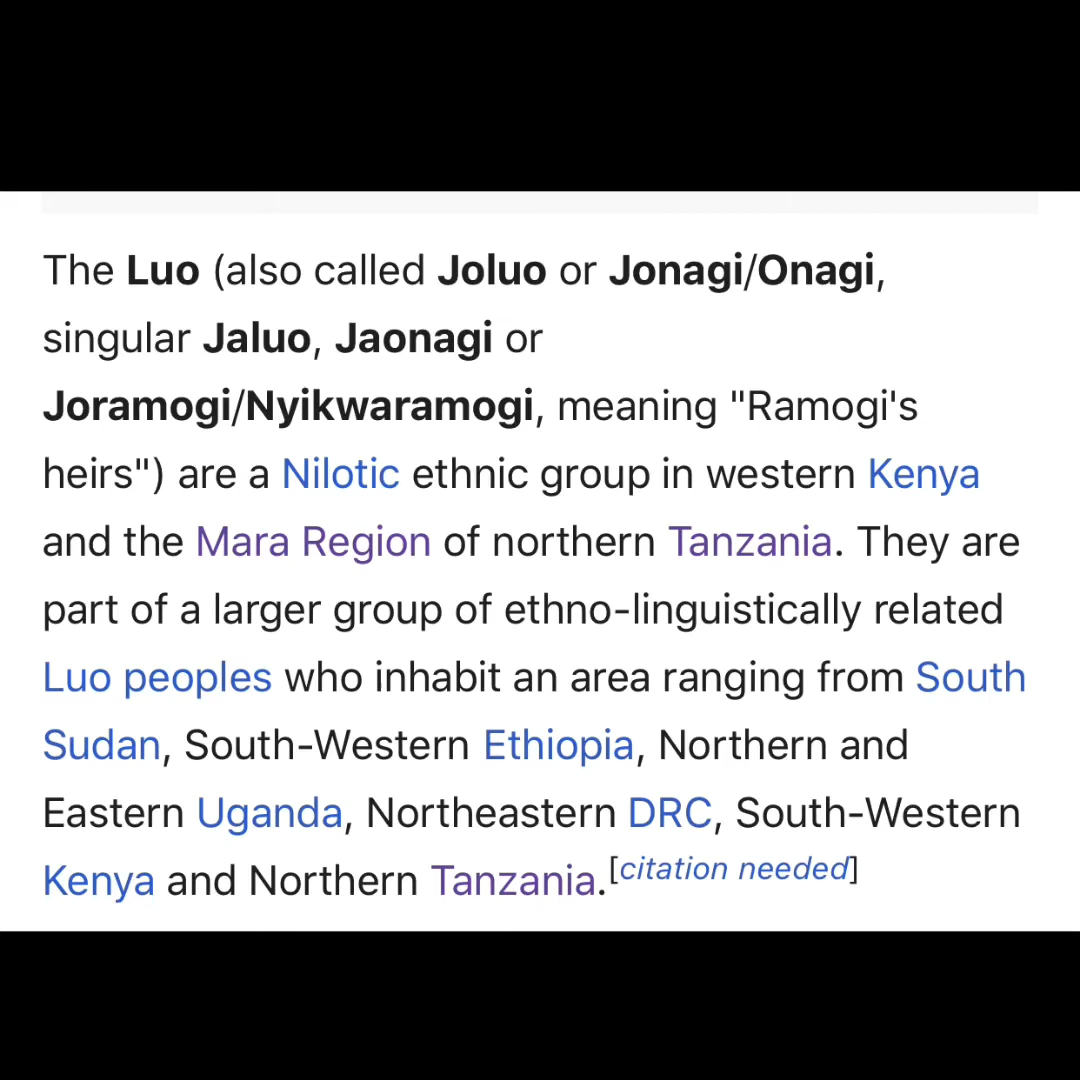 The Luo (also called Joluo or Jonagi/Onagi,
singular Jaluo, Jaonagi or
Joramogi/Nyikwaramogi, meaning "Ramogi's
heirs") are a Nilotic ethnic group in western Kenya
and the Mara Region of northern Tanzania. They are
part of a larger group of ethno-linguistically related
Luo peoples who inhabit an area ranging from South
Sudan, South-Western Ethiopia, Northern and
Eastern Uganda, Northeastern DRC, South-Western
Kenya and Northern Tanzania.[citation needed]